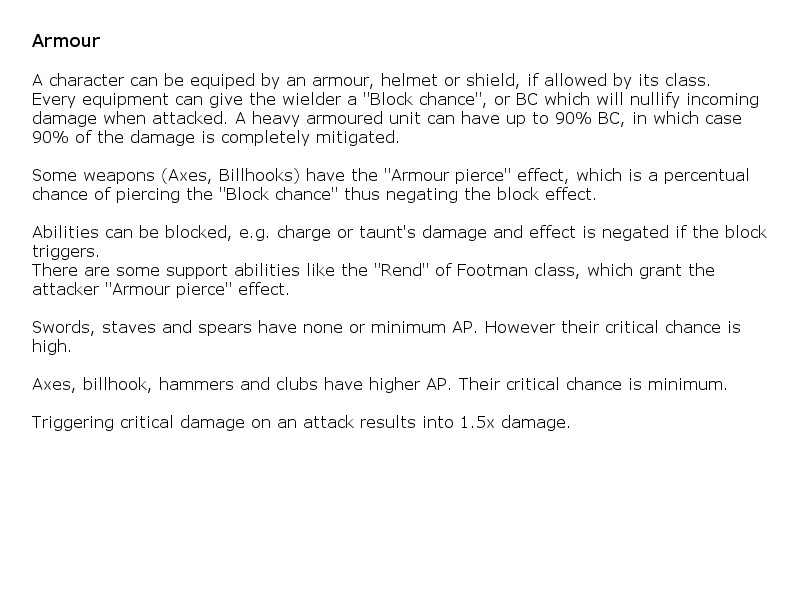 Armour
A character can be equiped by an armour, helmet or shield, if allowed by its class.
Every equipment can give the wielder a "Block chance", or BC which will nullify incoming
damage when attacked. A heavy armoured unit can have up to 90% BC, in which case
90% of the damage is completely mitigated.
Some weapons (Axes, Billhooks) have the "Armour pierce" effect, which is a percentual
chance of piercing the "Block chance" thus negating the block effect.
Abilities can be blocked, e.g. charge or taunt's damage and effect is negated if the block
triggers.
There are some support abilities like the "Rend" of Footman class, which grant the
attacker "Armour pierce" effect.
Swords, staves and spears have none or minimum AP. However their critical chance is
high.
Axes, billhook, hammers and clubs have higher AP. Their critical chance is minimum.
Triggering critical damage on an attack results into 1.5x damage.